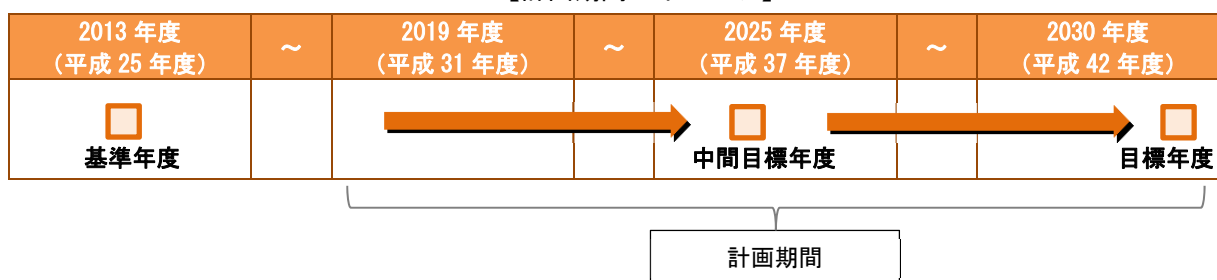 2013 年度
（平成 25 年度）
～
2019 年度
（平成 31 年度）
～
2025 年度
（平成 37 年度）
～
2030 年度
（平成 42 年度）
基準年度
中間目標年度
目標年度
計画期間